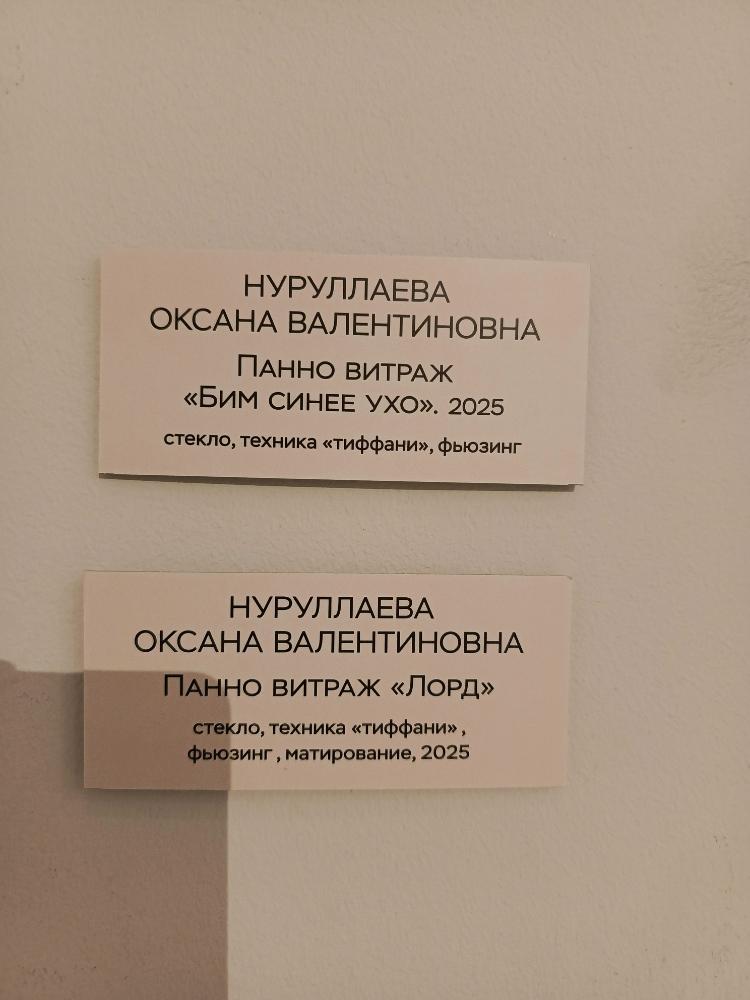 НУРУЛЛАЕВА
ОКСАНА ВАЛЕНТИНОВНА
Панно витраж
«Бим синее ухо». 2025
стекло, техника «тиффани», фьюзинг
НУРУЛЛАЕВА
ОКСАНА ВАЛЕНТИНОВНА
Панно витраж «Лорд»
стекло, техника «тиффани» ,
фьюзинг , матирование, 2025